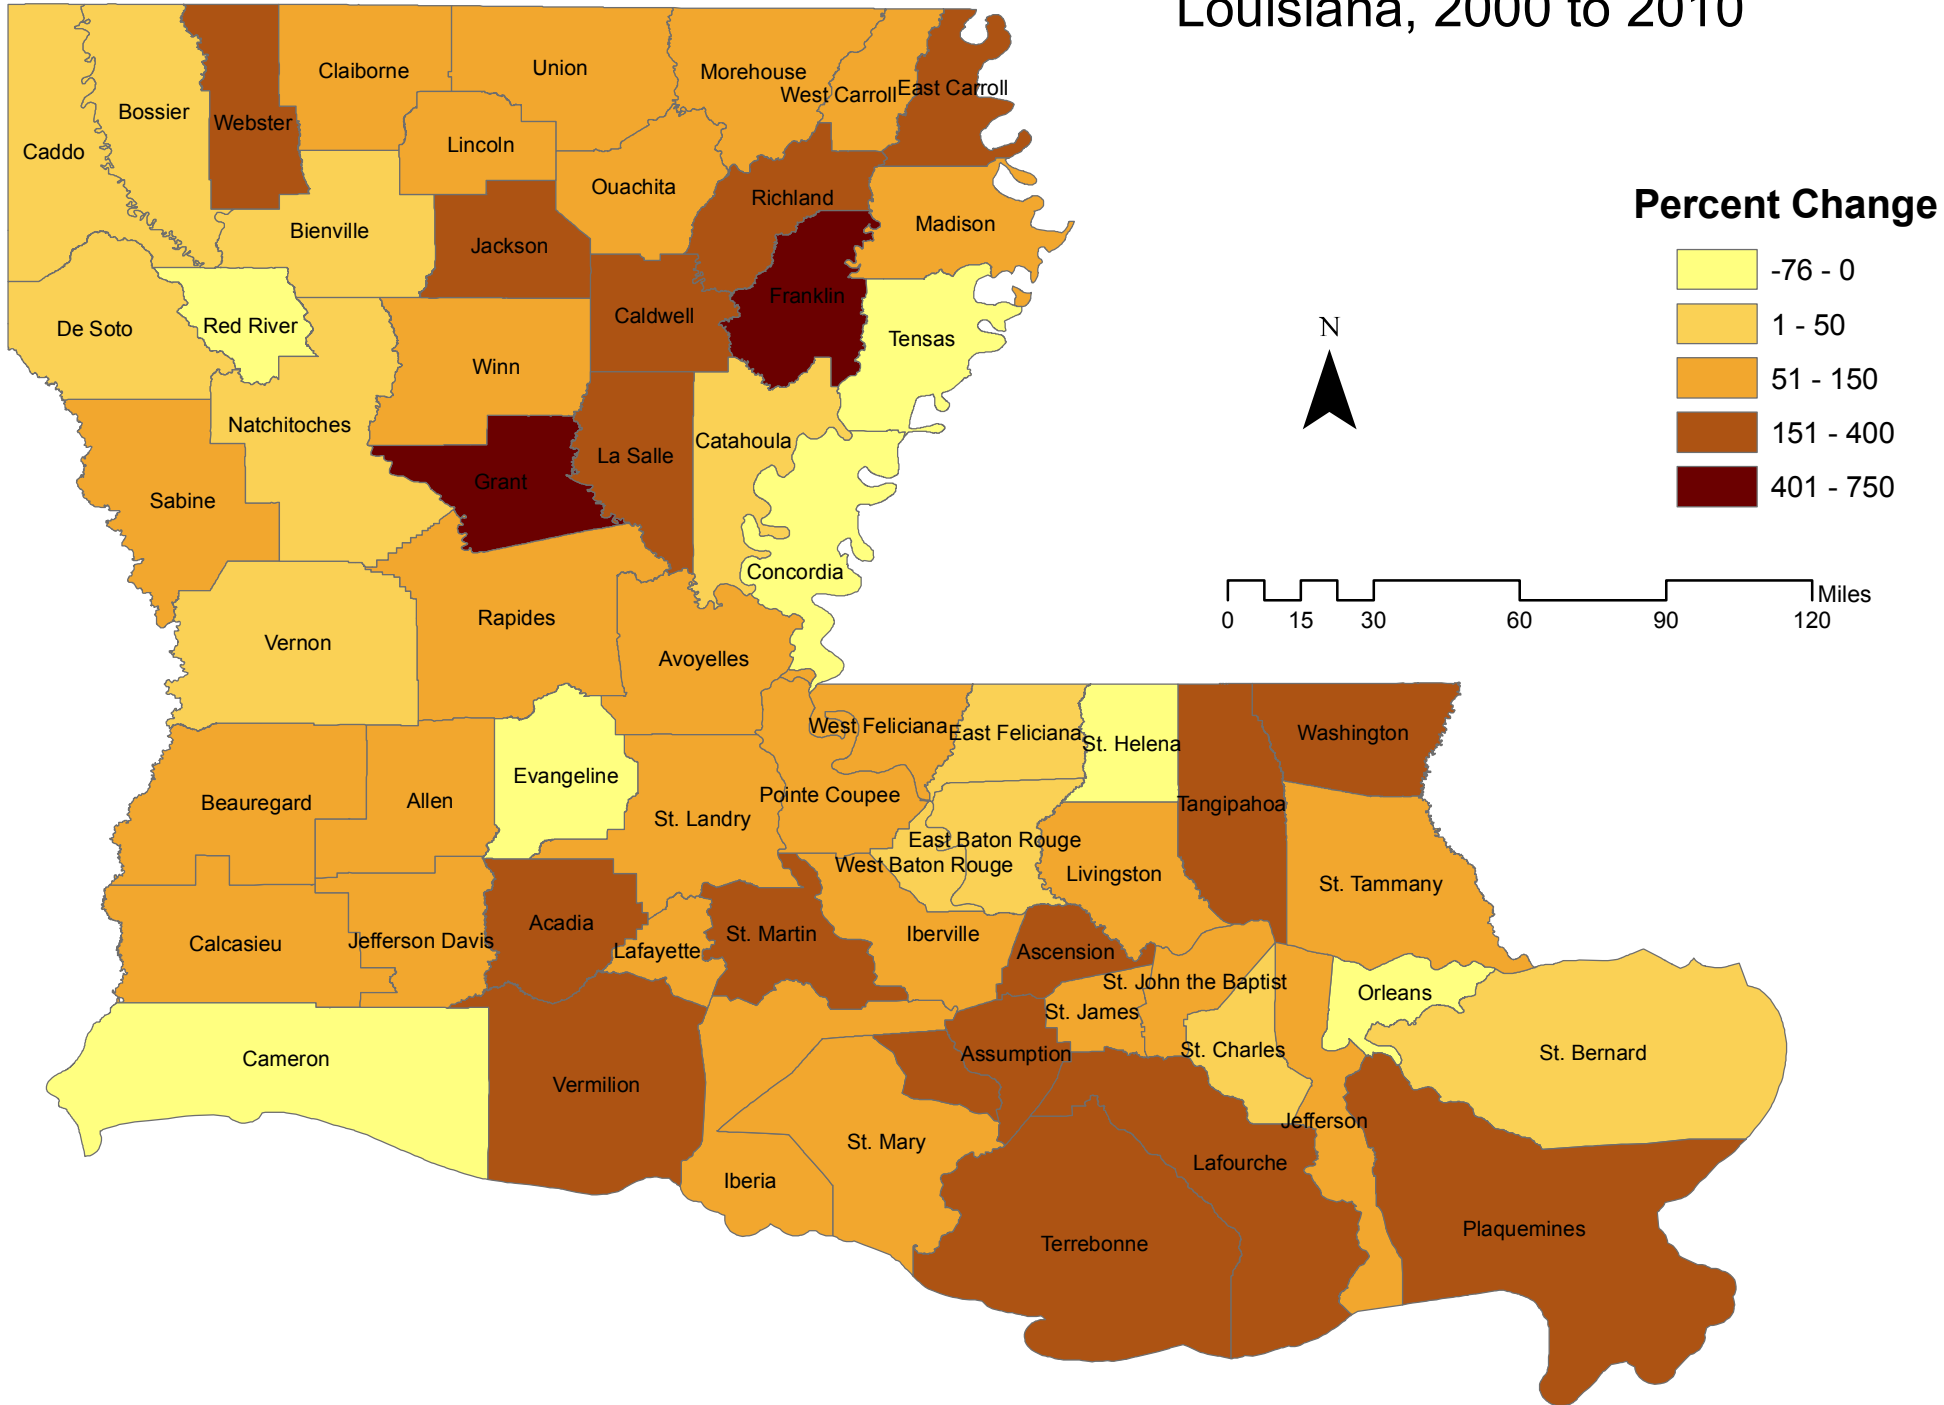 Louisiana, 2000 to 2010
Claiborne
Union
Morehouse
West Carroll
East Carroll
Bossier
Webster
Caddo
Lincoln
Ouachita
Richland
Madison
Bienville
Jackson
Franklin
Caldwell
Red River
De Soto
Tensas
Winn
Natchitoches
Catahoula
La Salle
Grant
Sabine
Concordia
Rapides
Vernon
Avoyelles
Percent Change
-76 - 0
1 - 50
51 - 150
151 - 400
401 - 750
N
Miles
0 15 30 60 90 120
West Feliciana
East Feliciana
St. Helena
Washington
Evangeline
Pointe Coupee
Beauregard
Allen
Tangipahoa
St. Landry
East Baton Rouge
West Baton Rouge
Livingston
St. Tammany
Acadia
St. Martin
Iberville
Calcasieu
Jefferson Davis
Lafayette
Ascension
St. John the Baptist
Orleans
St. James
Assumption
St. Charles
St. Bernard
Cameron
Vermilion
Jefferson
St. Mary
Lafourche
Iberia
Plaquemines
Terrebonne